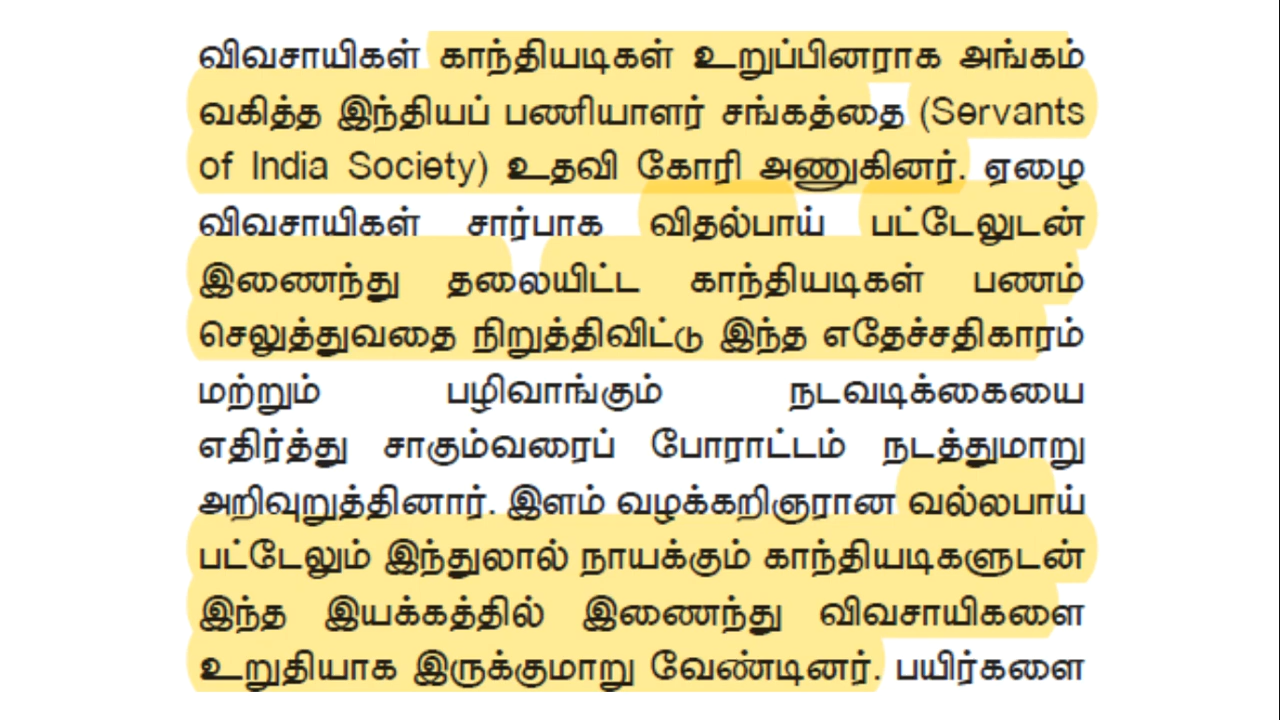 விவசாயிகள் காந்தியடிகள் உறுப்பினராக அங்கம்
வகித்த இந்தியப் பணியாளர் சங்கத்தை (Servants
of India Society) உதவி கோரி அணுகினர். ஏழை
விவசாயிகள் சார்பாக விதல்பாய் பட்டேலுடன்
இணைந்து தலையிட்ட காந்தியடிகள் பணம்
செலுத்துவதை நிறுத்திவிட்டு இந்த எதேச்சதிகாரம்
மற்றும் பழிவாங்கும் நடவடிக்கையை
எதிர்த்து சாகும்வரைப் போராட்டம் நடத்துமாறு
அறிவுறுத்தினார். இளம் வழக்கறிஞரான வல்லபாய்
பட்டேலும் இந்துலால் நாயக்கும் காந்தியடிகளுடன்
இந்த இயக்கத்தில் இணைந்து விவசாயிகளை
உறுதியாக இருக்குமாறு வேண்டினர். பயிர்களை